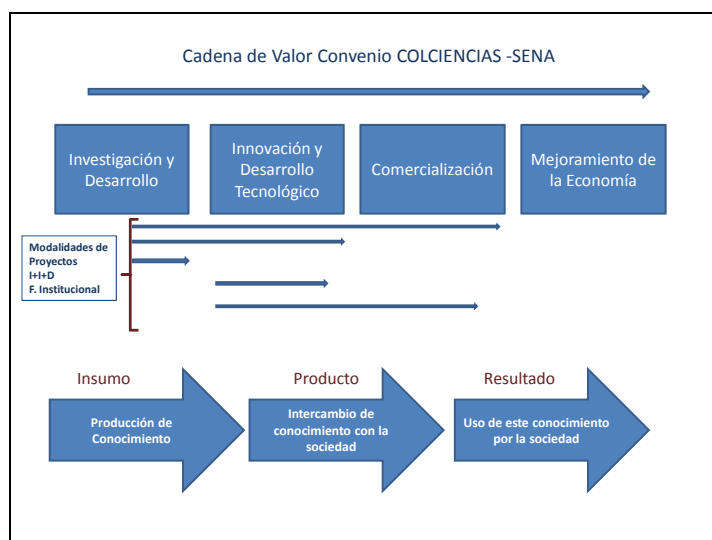 Cadena de Valor Convenio COLCIENCIAS -SENA
Investigación y
Desarrollo
Innovación y
Desarrollo
Tecnológico
Comercialización
Mejoramiento de
la Economía
Modalidades de
Proyectos
I+I+D
F. Institucional
Insumo
Producto
Resultado
Producción de
Conocimiento
Intercambio de
conocimiento con la
sociedad
Uso de este conocimiento
por la sociedad